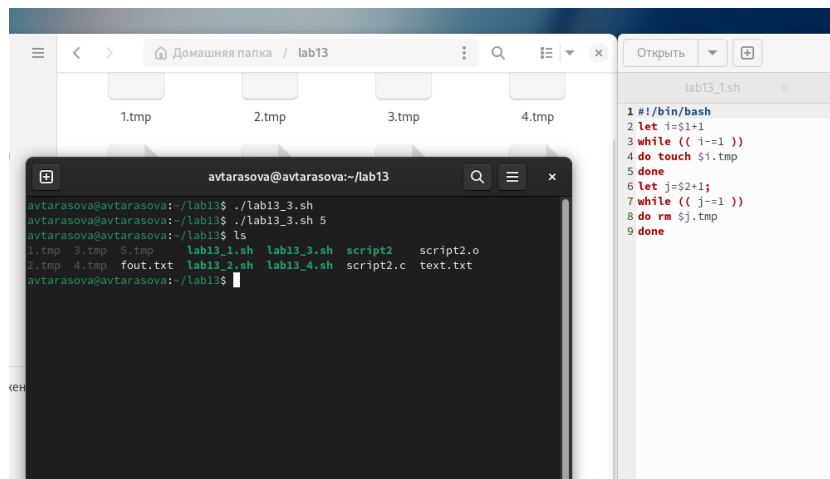 Домашняя папка / lab13
Открыть
lab13_1.sh
1.tmp 2.tmp 3.tmp 4.tmp
avtarasova@avtarasova:~/lab13
avtarasova@avtarasova:~/lab13$ ./lab13_3.sh
avtarasova@avtarasova:~/lab13$ ./lab13_3.sh 5
avtarasova@avtarasova:~/lab13$ ls
1.tmp 3.tmp 5.tmp lab13_1.sh lab13_3.sh script2 script2.o
2.tmp 4.tmp fout.txt lab13_2.sh lab13_4.sh script2.c text.txt
avtarasova@avtarasova:~/lab13$
1 #!/bin/bash
2 let i=$1+1
3 while (( i-=1 ))
4 do touch $i.tmp
5 done
6 let j=$2+1;
7 while (( j-=1 ))
8 do rm $j.tmp
9 done